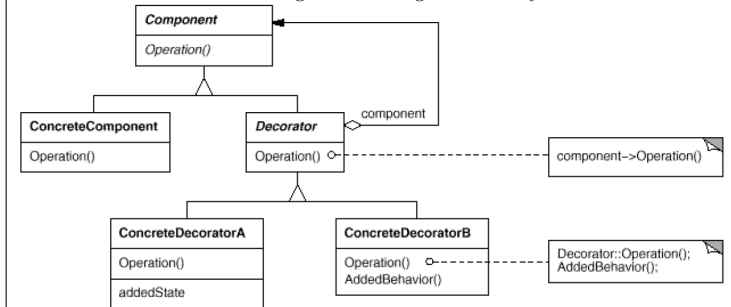 Component
Operation()
component
ConcreteComponent
Operation()
Decorator
Operation()
component->Operation()
ConcreteDecoratorA
Operation()
addedState
ConcreteDecoratorB
Operation()
AddedBehavior()
Decorator::Operation();
AddedBehavior();